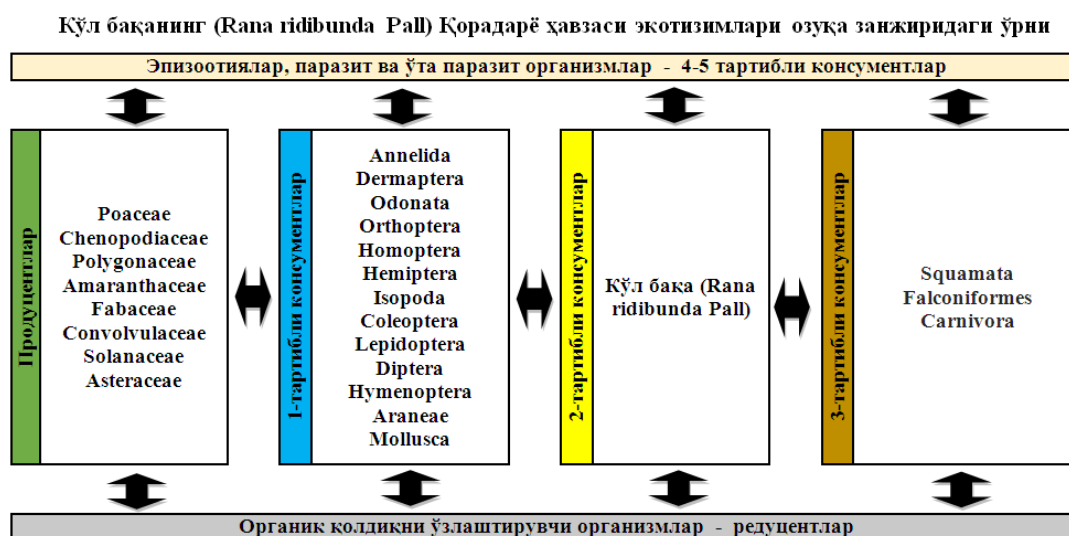 Кўл бақанинг (Rana ridibunda Pall) Қорадарё ҳавзаси экотизимлари озуқа занжиридаги ўрни
Эпизоотиялар, паразит ва ўта паразит организмлар - 4-5 тартибли консументлар
Продуцентлар
Poaceae
Chenopodiaceae
Polygonaceae
Amaranthaceae
Fabaceae
Convolvulaceae
Solanaceae
Asteraceae
1-тартибли консументлар
Annelida
Dermaptera
Odonata
Orthoptera
Homoptera
Hemiptera
Isopoda
Coleoptera
Lepidoptera
Diptera
Hymenoptera
Araneae
Mollusca
2-тартибли консументлар
Кўл бақа (Rana
ridibunda Pall)
3-тартибли консументлар
Squamata
Falconiformes
Carnivora
Органик қолдиқни ўзлаштирувчи организмлар - редуцентлар